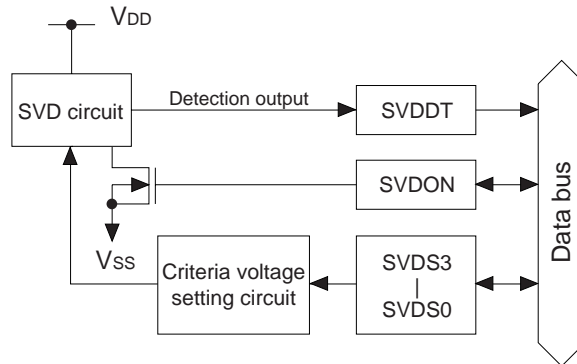 VDD
SVD circuit
Detection output
SVDDT
SVDON
VSS
Criteria voltage
setting circuit
SVDS3
|
SVDS0
Data bus